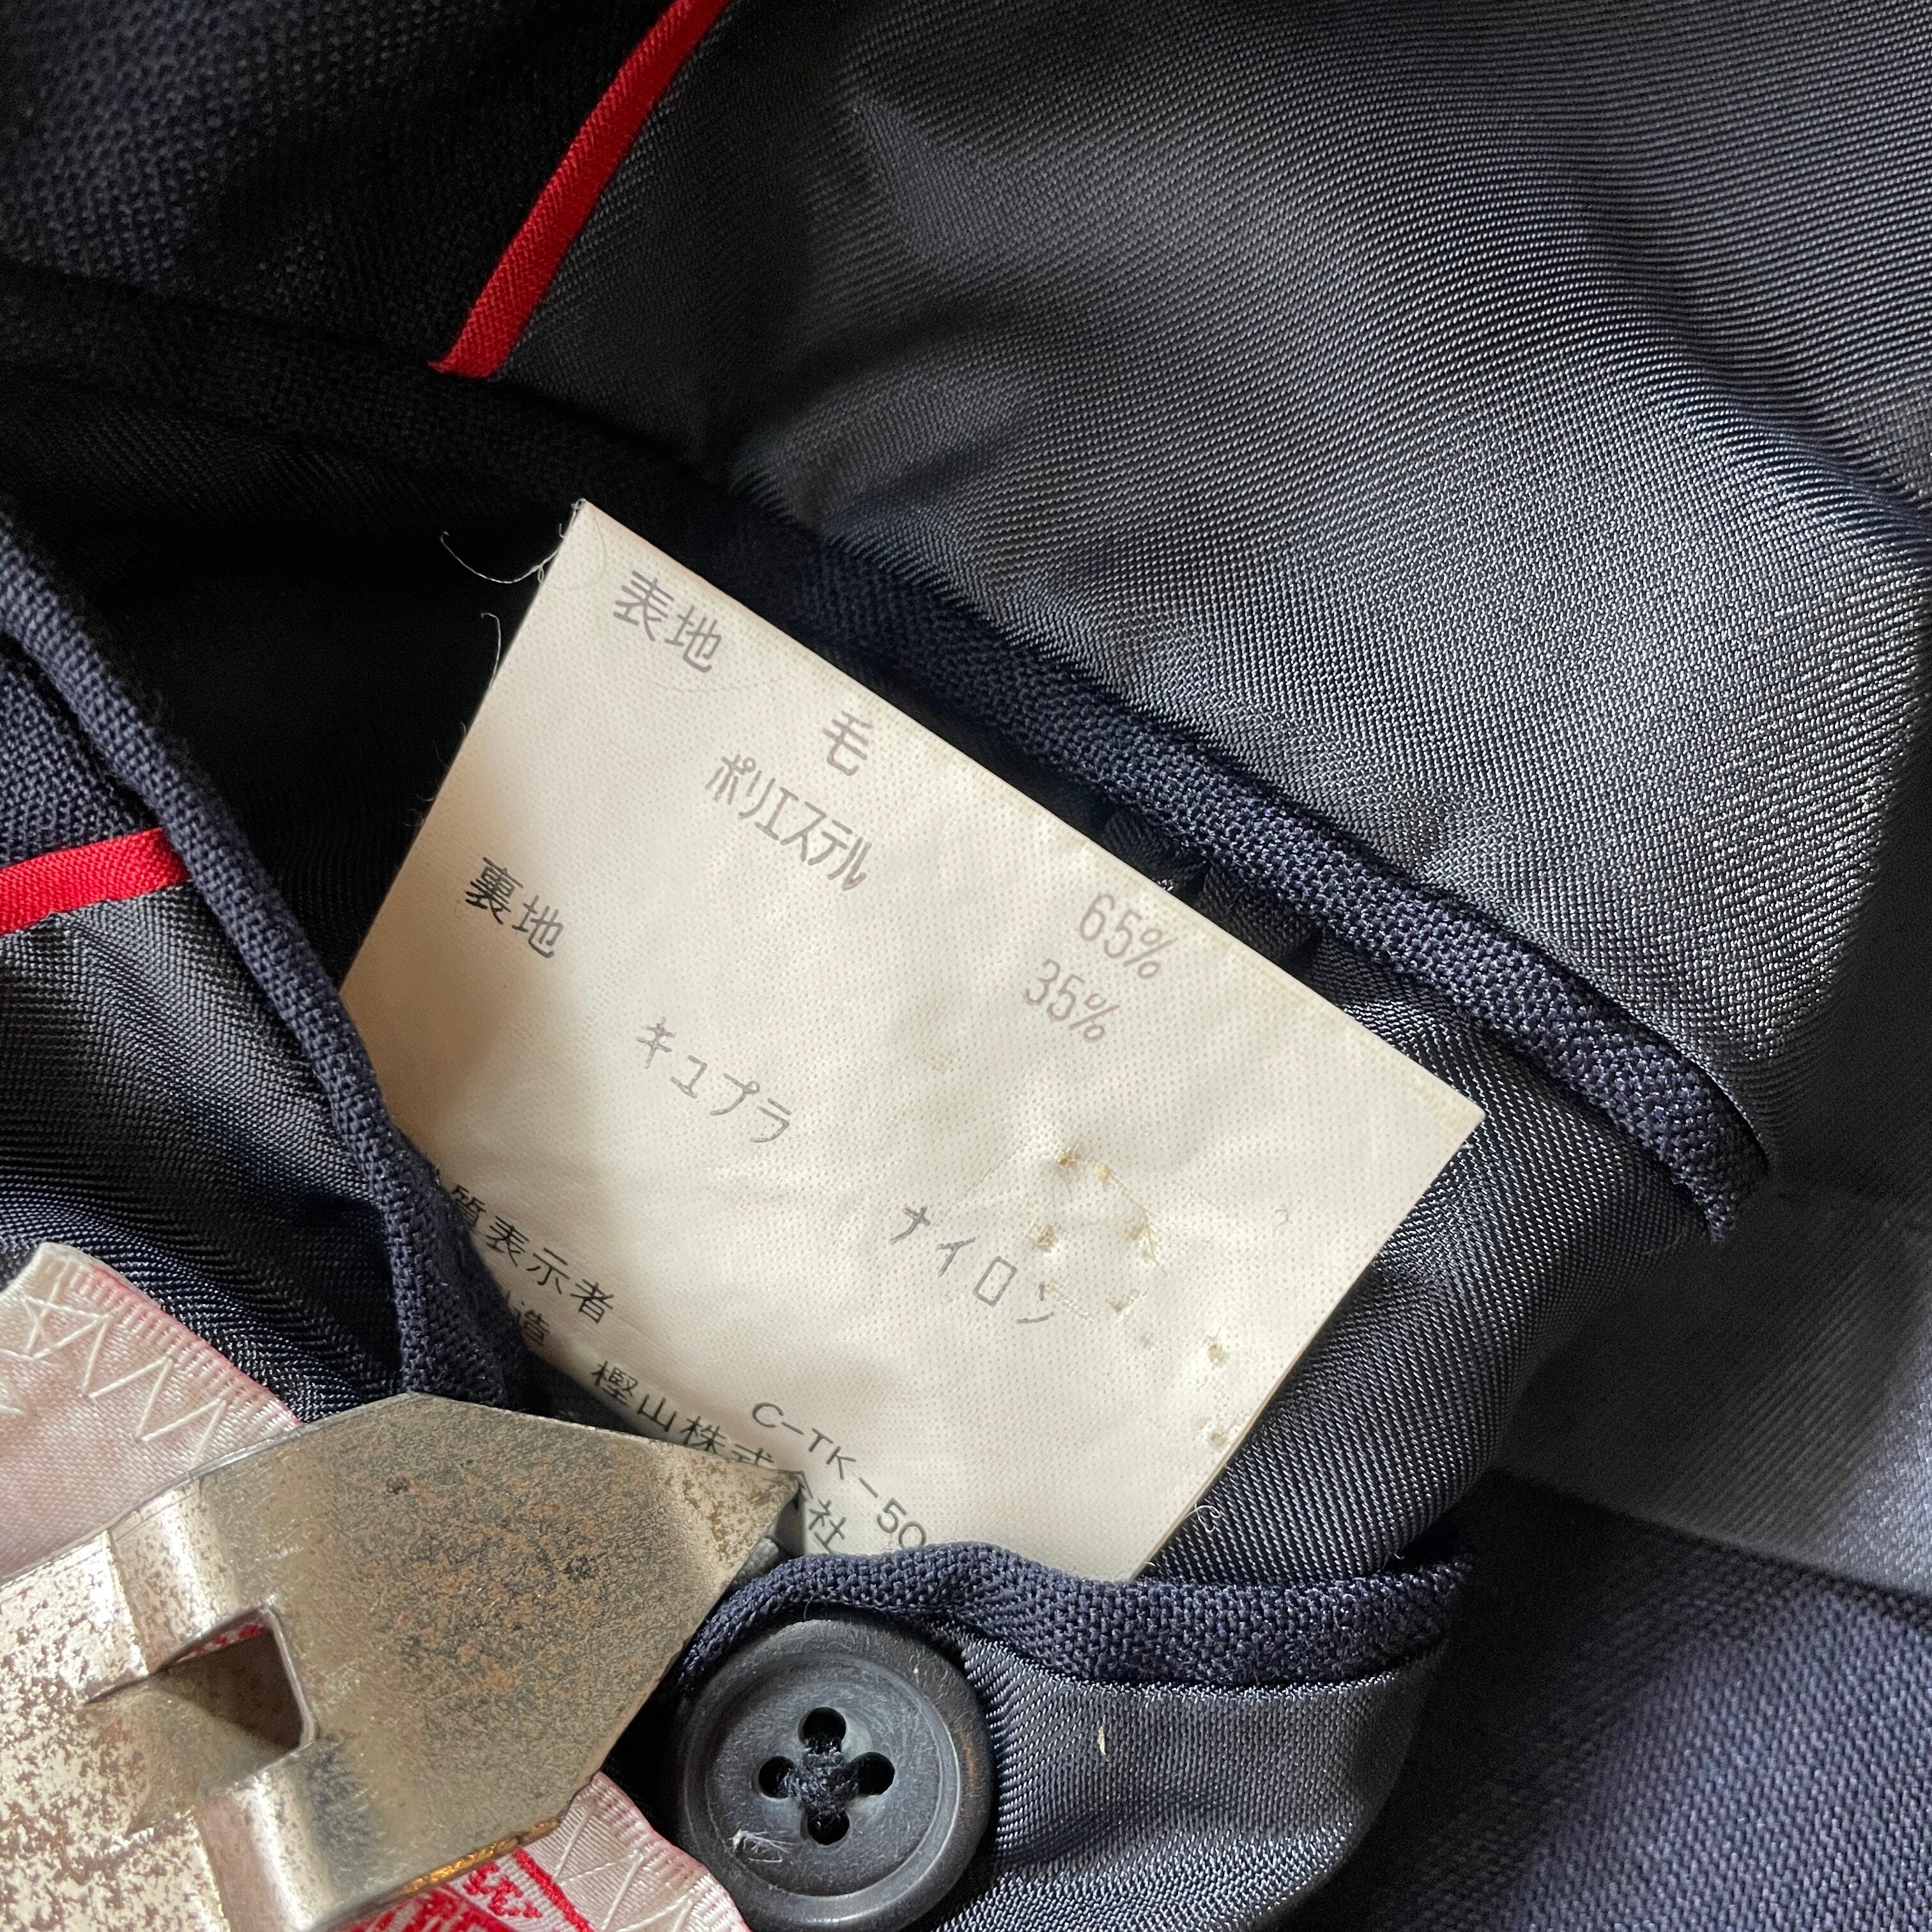 表地
毛 65%
ポリエステル 35%
裏地
キュプラ
ナイロン
質表示者
造 樫山株式会社
C-TK-50